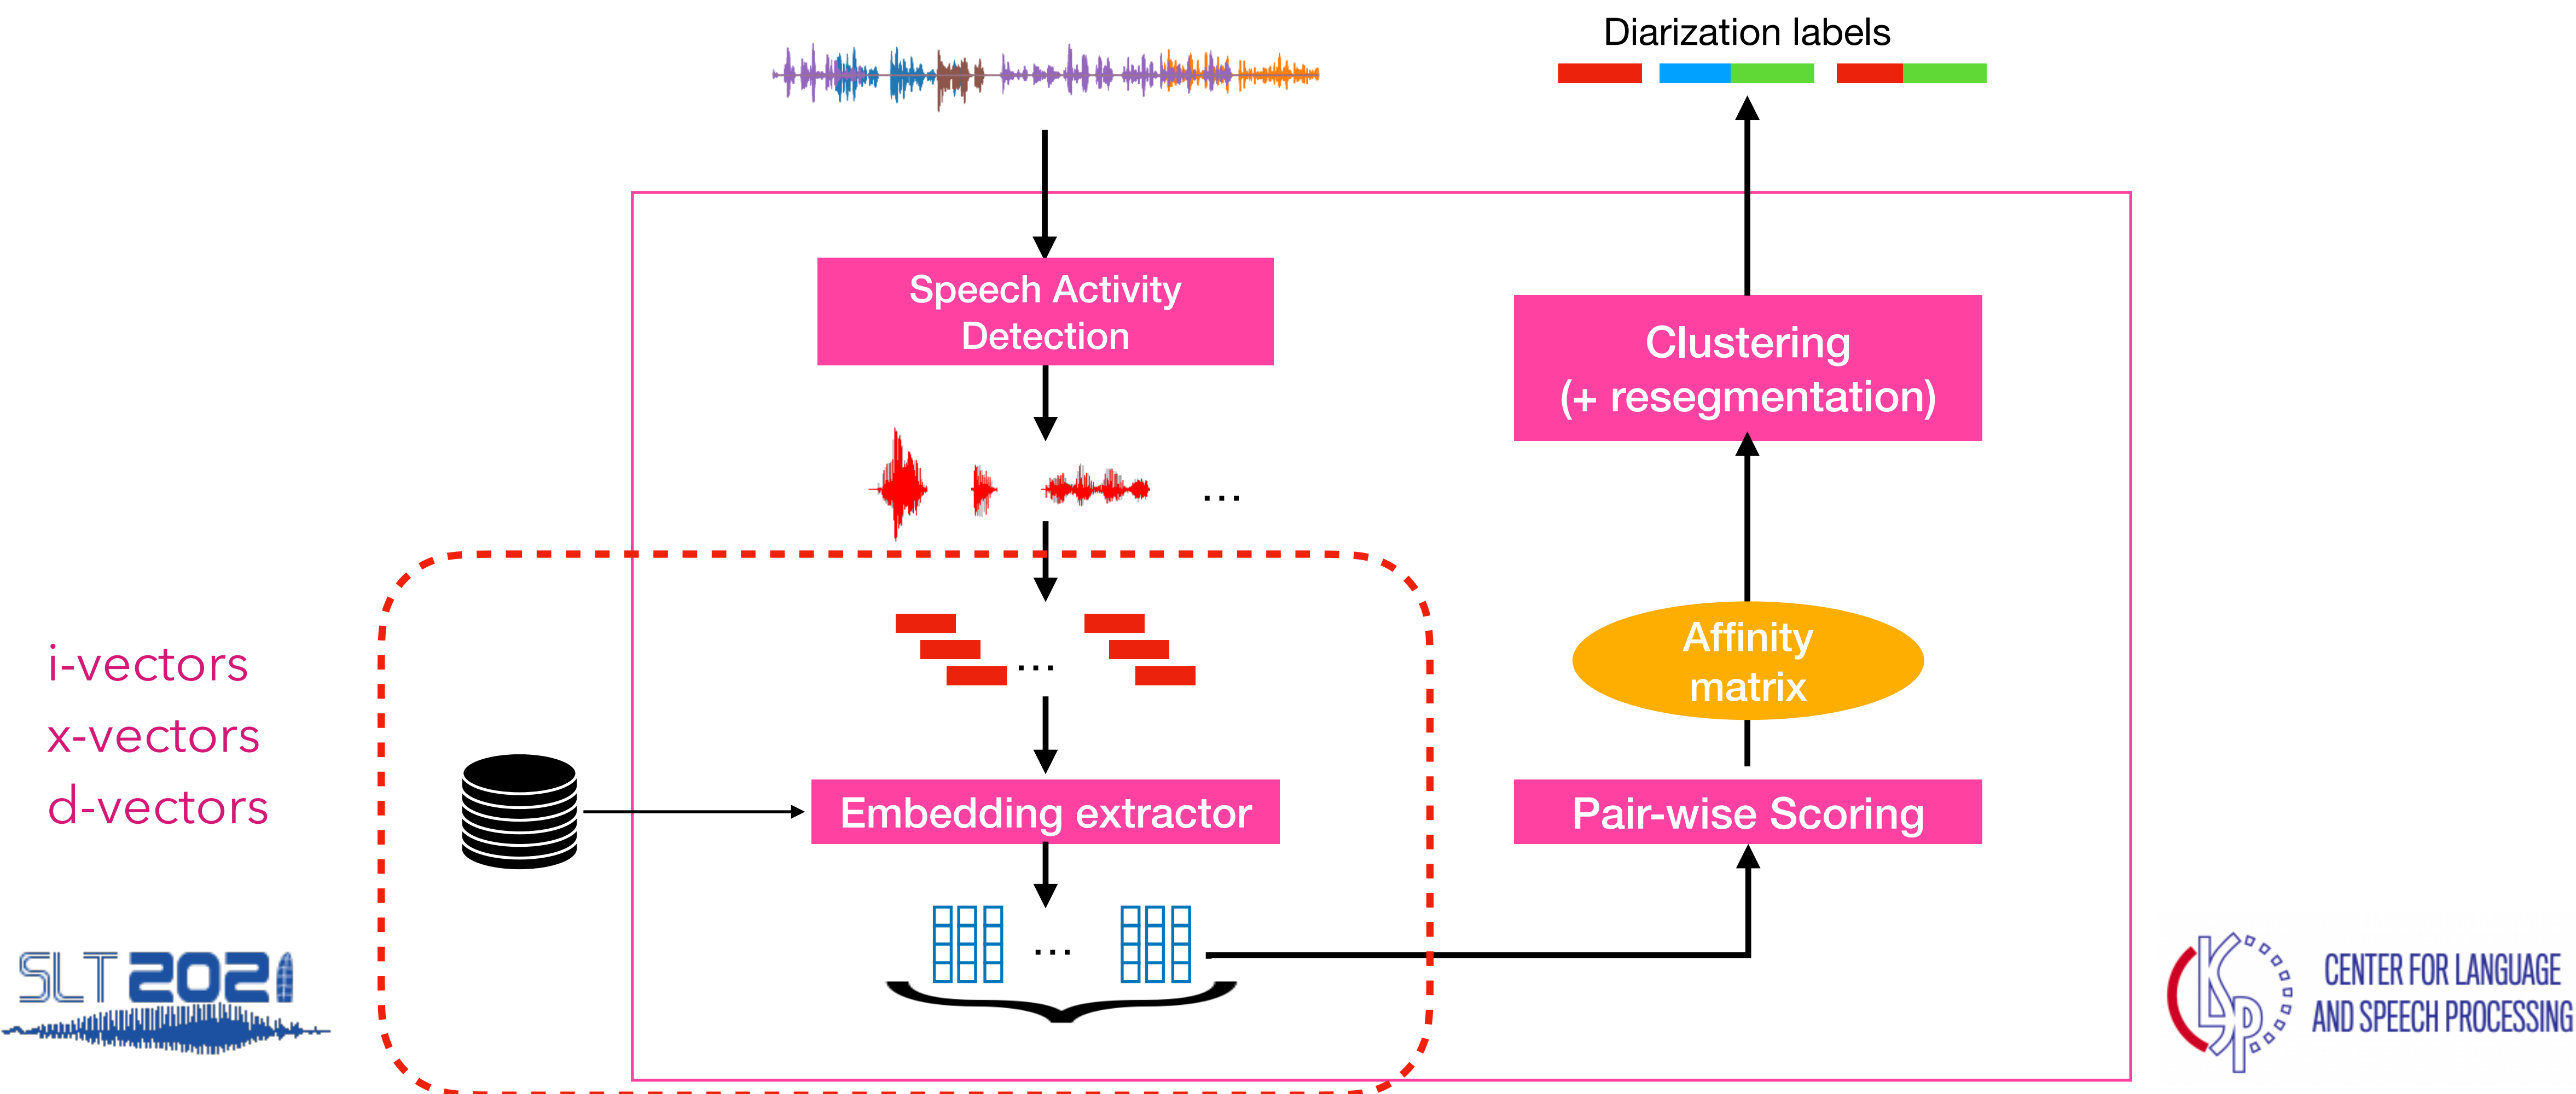 Diarization labels
Speech Activity
Detection
Clustering
(+ resegmentation)
...
i-vectors
x-vectors
d-vectors
...
Affinity
matrix
Embedding extractor
Pair-wise Scoring
...
SLT 2021
CLSP
CENTER FOR LANGUAGE
AND SPEECH PROCESSING